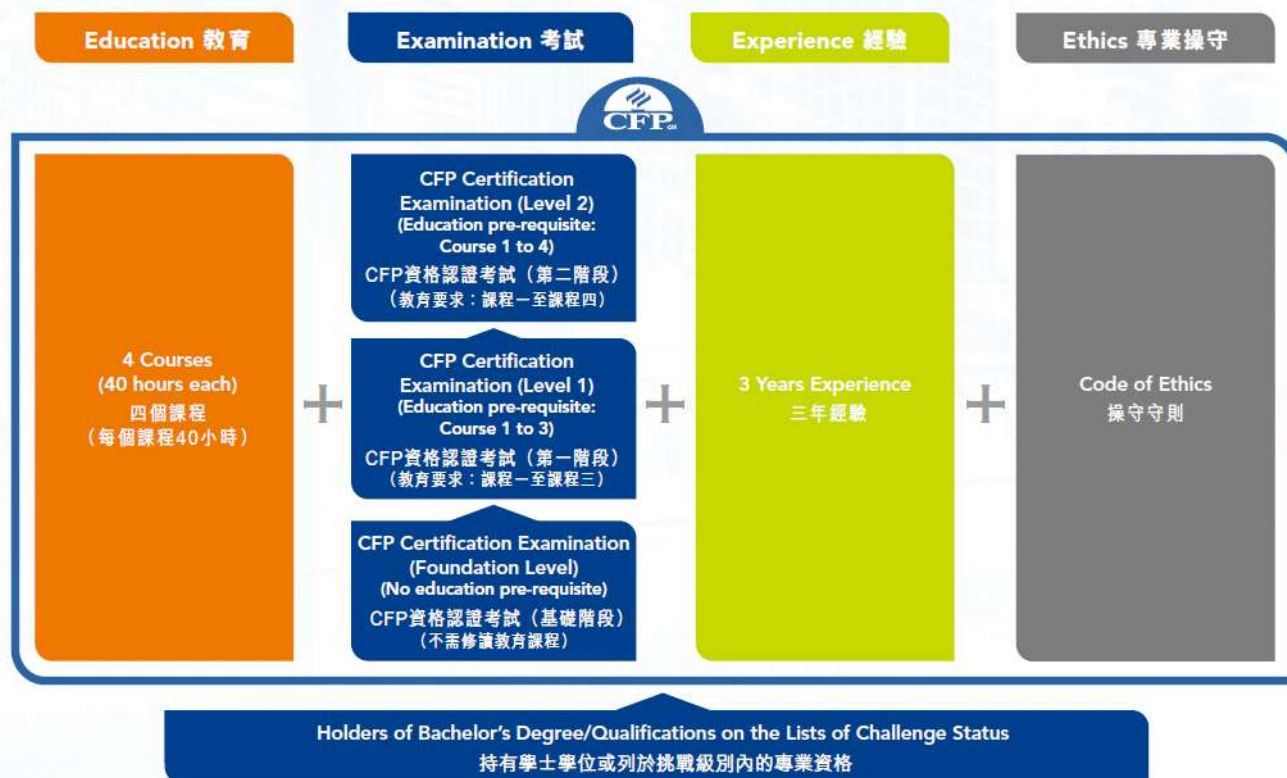 Education 教育
Examination 考試
Experience 經驗
Ethics 專業操守
CFP
4 Courses
(40 hours each)
四個課程
(每個課程40小時)
+
CFP Certification
Examination (Level 2)
(Education pre-requisite:
Course 1 to 4)
CFP資格認證考試（第二階段）
（教育要求：課程一至課程四）
CFP Certification
Examination (Level 1)
(Education pre-requisite:
Course 1 to 3)
CFP資格認證考試（第一階段）
（教育要求：課程一至課程三）
CFP Certification Examination
(Foundation Level)
(No education pre-requisite)
CFP資格認證考試（基礎階段）
（不需修讀教育課程）
+
3 Years Experience
三年經驗
+
Code of Ethics
操守守則
Holders of Bachelor's Degree/Qualifications on the Lists of Challenge Status
持有學士學位或列於挑戰級別內的專業資格